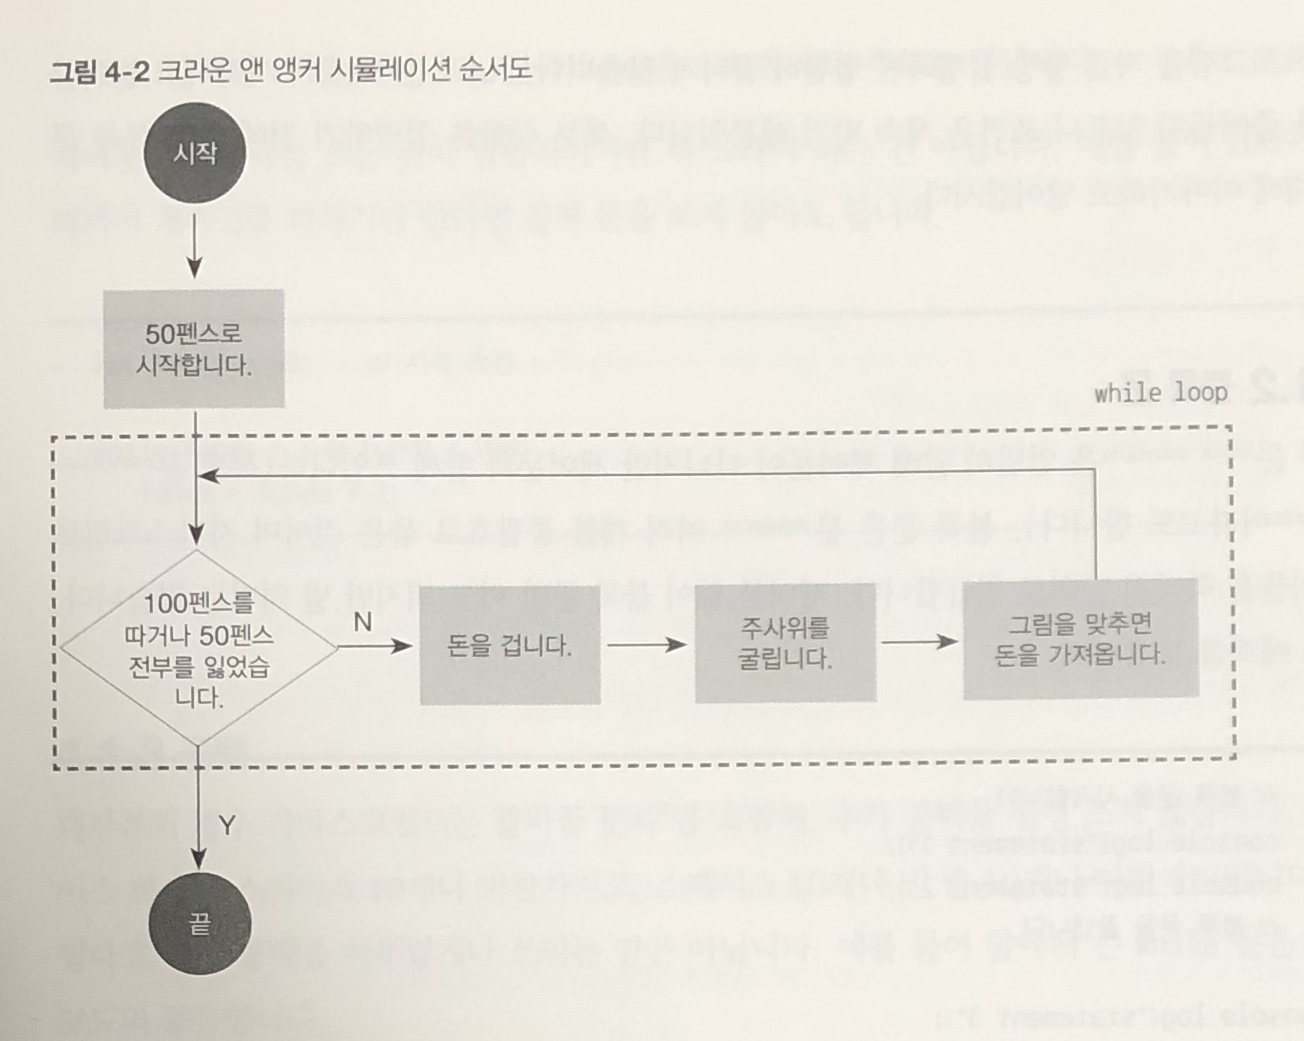 그림 4-2 크라운 앤 앵커 시뮬레이션 순서도
시작
50펜스로
시작합니다.
while loop
100펜스를
따거나 50펜스
전부를 잃었습
니다.
N
돈을 겁니다.
주사위를
굴립니다.
그림을 맞추면
돈을 가져옵니다.
Y
끝